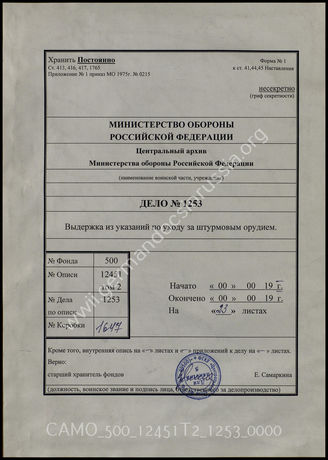 Хранить Постоянно
Ст. 413, 416, 417, 1765
Приложение № 1 приказ МО 1975г. № 0215
Форма № 1
к ст. 41,44,45 Наставления
несекретно
(граф секретности)
МИНИСТЕРСТВО ОБОРОНЫ
РОССИЙСКОЙ ФЕДЕРАЦИИ
Центральный архив
Министерства обороны Российской Федерации
(наименование воинской части, учреждения)
ДЕЛО № 1253
Выдержка из указаний по уходу за штурмовым орудием.
№ Фонда 500
№ Описи 12451
том 2
№ Дела 1253
по описи
№ Коробки 1647
Начато «00» 00 19 г.
Окончено «00» 00 19 г.
На «23» листах
Кроме того, внутренняя опись на «–» листах и «–» приложений к делу на «–» листах.
Верно:
старший хранитель фондов Е. Самаркина
(должность, воинское звание и подпись лица, ответственного за делопроизводство)
www.germandocsinrussia.org
CAMO_500_12451T2_1253_0000